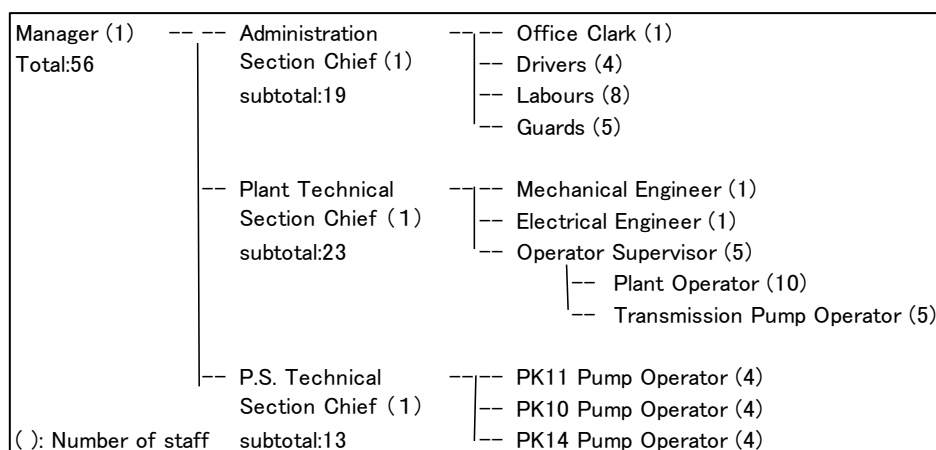 Manager (1) -- -- Administration -- -- Office Clark (1)
Total:56 Section Chief (1) -- Drivers (4)
subtotal:19 -- Labours (8)
-- Guards (5)
-- Plant Technical -- -- Mechanical Engineer (1)
Section Chief (1) -- Electrical Engineer (1)
subtotal:23 -- Operator Supervisor (5)
-- Plant Operator (10)
-- Transmission Pump Operator (5)
-- P.S. Technical -- -- PK11 Pump Operator (4)
Section Chief (1) -- PK10 Pump Operator (4)
( ): Number of staff subtotal:13 -- PK14 Pump Operator (4)